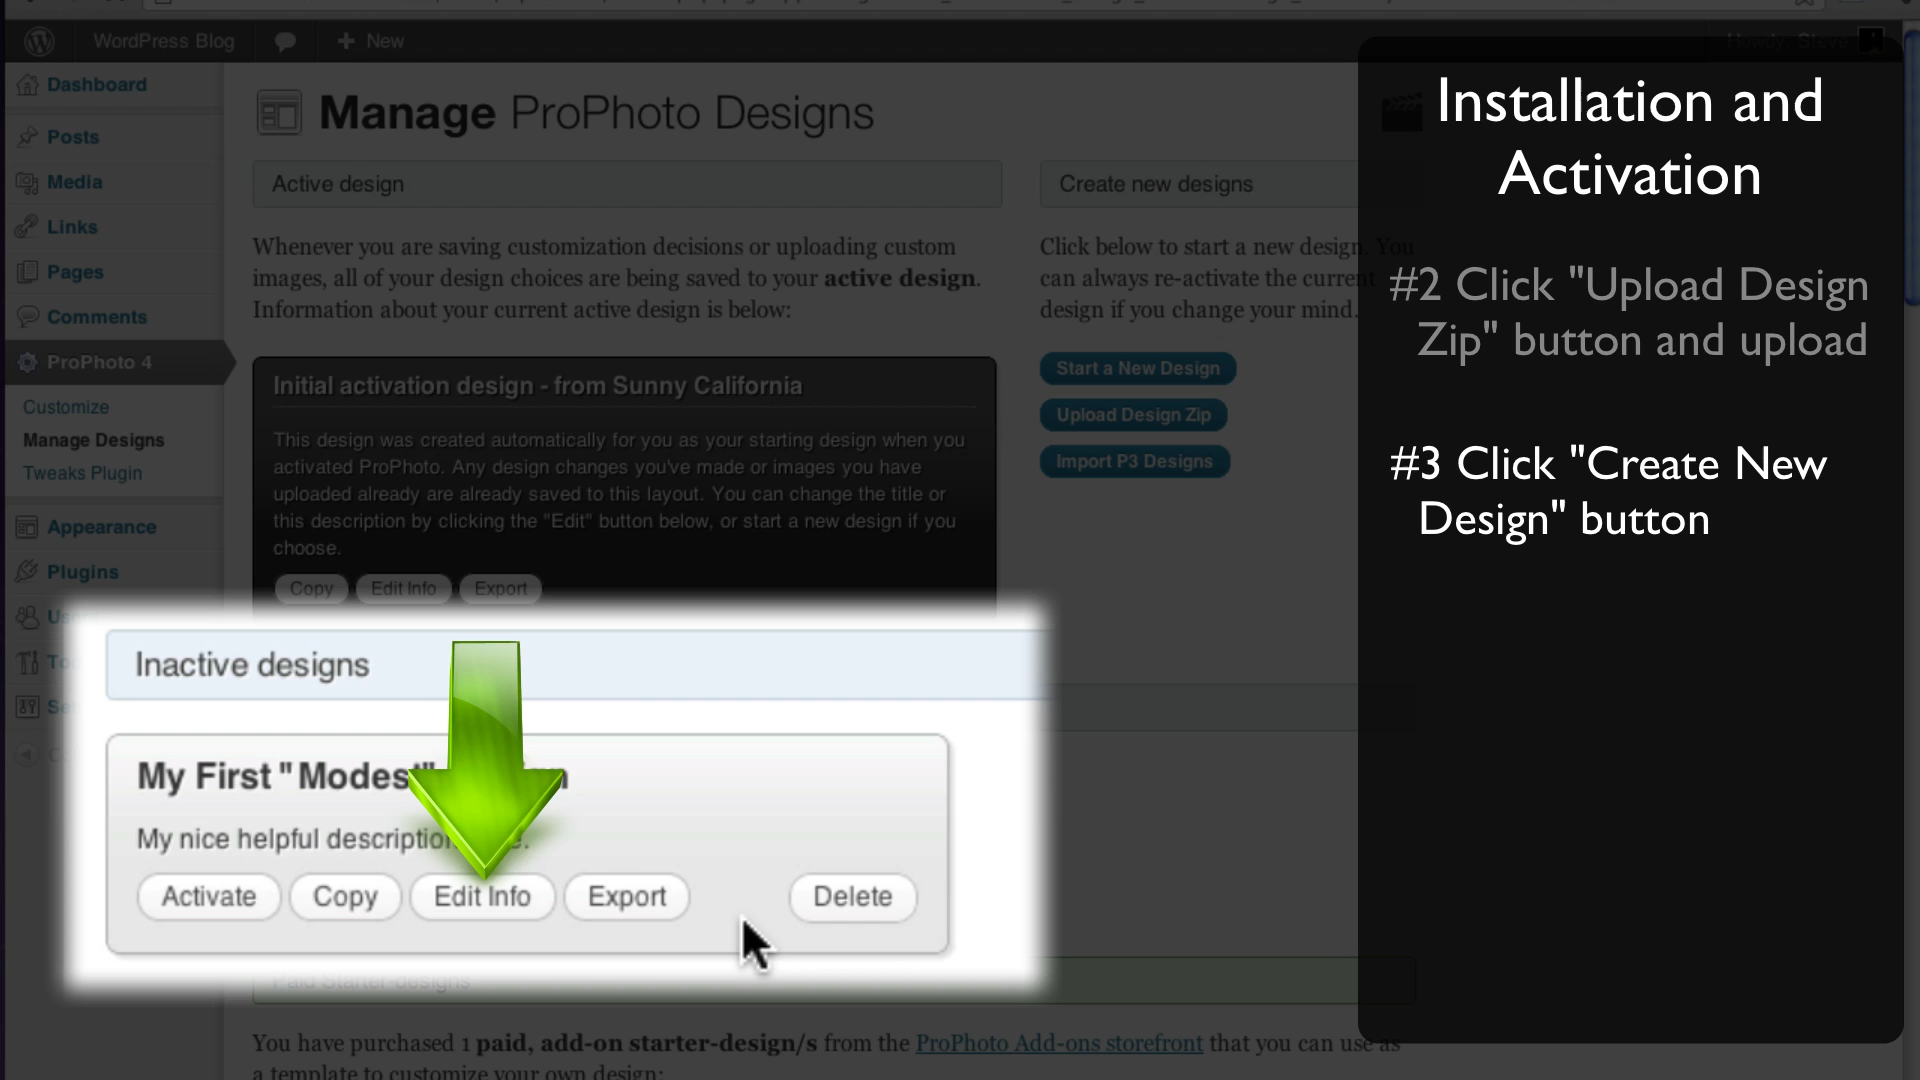 WordPress Blog
New
Howdy, Steve
Dashboard
Posts
Media
Links
Pages
Comments
ProPhoto 4
Customize
Manage Designs
Tweaks Plugin
Appearance
Plugins
Manage ProPhoto Designs
Active design
Whenever you are saving customization decisions or uploading custom
images, all of your design choices are being saved to your active design.
Information about your current active design is below:
Initial activation design - from Sunny California
This design was created automatically for you as your starting design when you
activated ProPhoto. Any design changes you've made or images you have
uploaded already are already saved to this layout. You can change the title or
this description by clicking the "Edit" button below, or start a new design if you
choose.
Copy Edit Info Export
Create new designs
Click below to start a new design. You
can always re-activate the current
design if you change your mind.
Start a New Design
Upload Design Zip
Import P3 Designs
Inactive designs
My First "Modest"
My nice helpful description
Activate Copy Edit Info Export Delete
Paid Starter-designs
You have purchased 1 paid, add-on starter-design/s from the ProPhoto Add-ons storefront that you can use as
a template to customize your own design:
Installation and
Activation
#2 Click "Upload Design
Zip" button and upload
#3 Click "Create New
Design" button